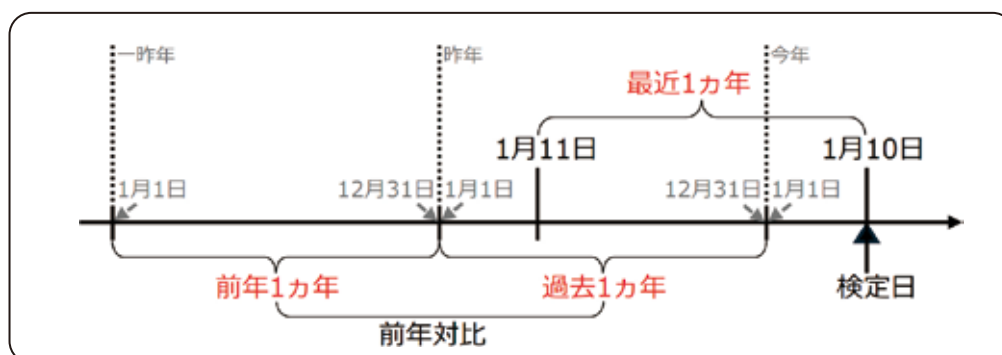 一昨年
昨年
今年
最近1ヵ年
1月11日
1月10日
1月1日
12月31日
1月1日
12月31日
1月1日
前年1ヵ年
過去1ヵ年
検定日
前年対比